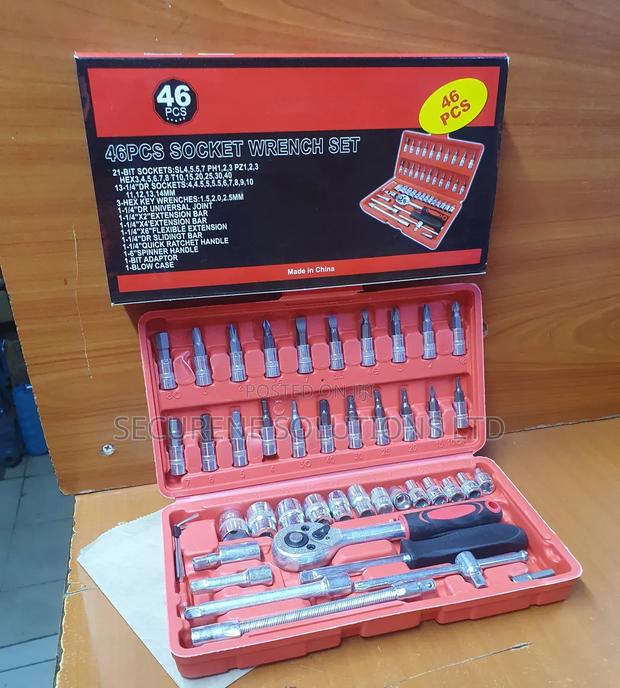 46
PCS
46
PCS
46PCS SOCKET WRENCH SET
21-BIT SOCKETS:SL4,5.5,7 PH1,2,3 PZ1,2,3
HEX3,4,5,6,7,8 T10,15,20,25,30,40
13-1/4"DR SOCKETS:4,4.5,5,5.5,6,7,8,9,10
11,12,13,14MM
3-HEX KEY WRENCHES:1.5,2.0,2.5MM
1-1/4"DR UNIVERSAL JOINT
1-1/4"X2"EXTENSION BAR
1-1/4"X4"EXTENSION BAR
1-1/4"X6"FLEXIBLE EXTENSION
1-1/4"DR SLIDINGT BAR
1-1/4"QUICK RATCHET HANDLE
1-6"SPINNER HANDLE
1-BIT ADAPTOR
1-BLOW CASE
Made in China
POSTED ON
SECURENE SOLUTIONS LTD